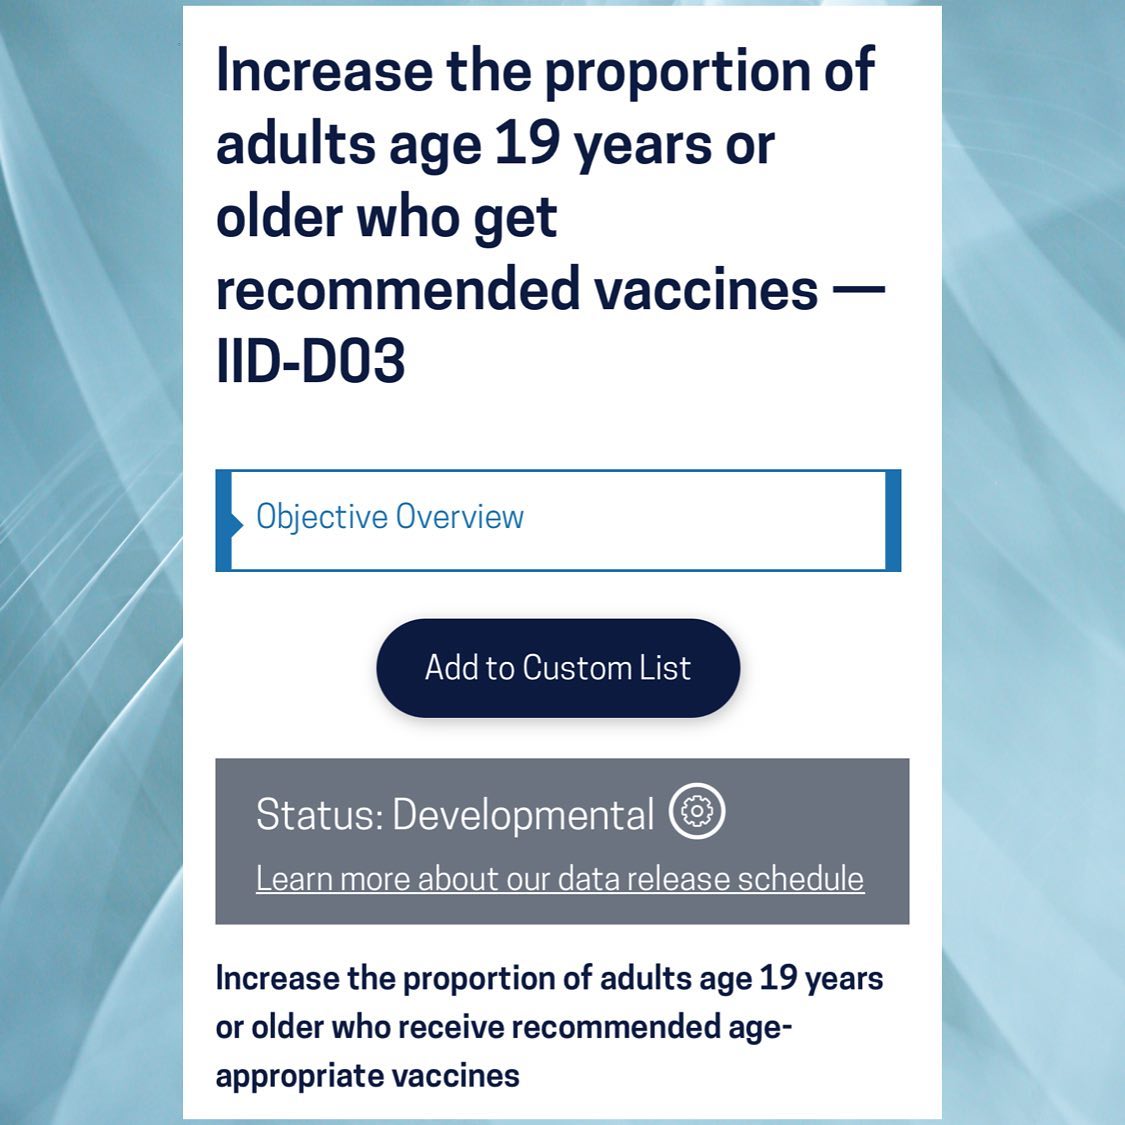 Increase the proportion of
adults age 19 years or
older who get
recommended vaccines —
IID-D03
Objective Overview
Add to Custom List
Status: Developmental
Learn more about our data release schedule
Increase the proportion of adults age 19 years
or older who receive recommended age-
appropriate vaccines